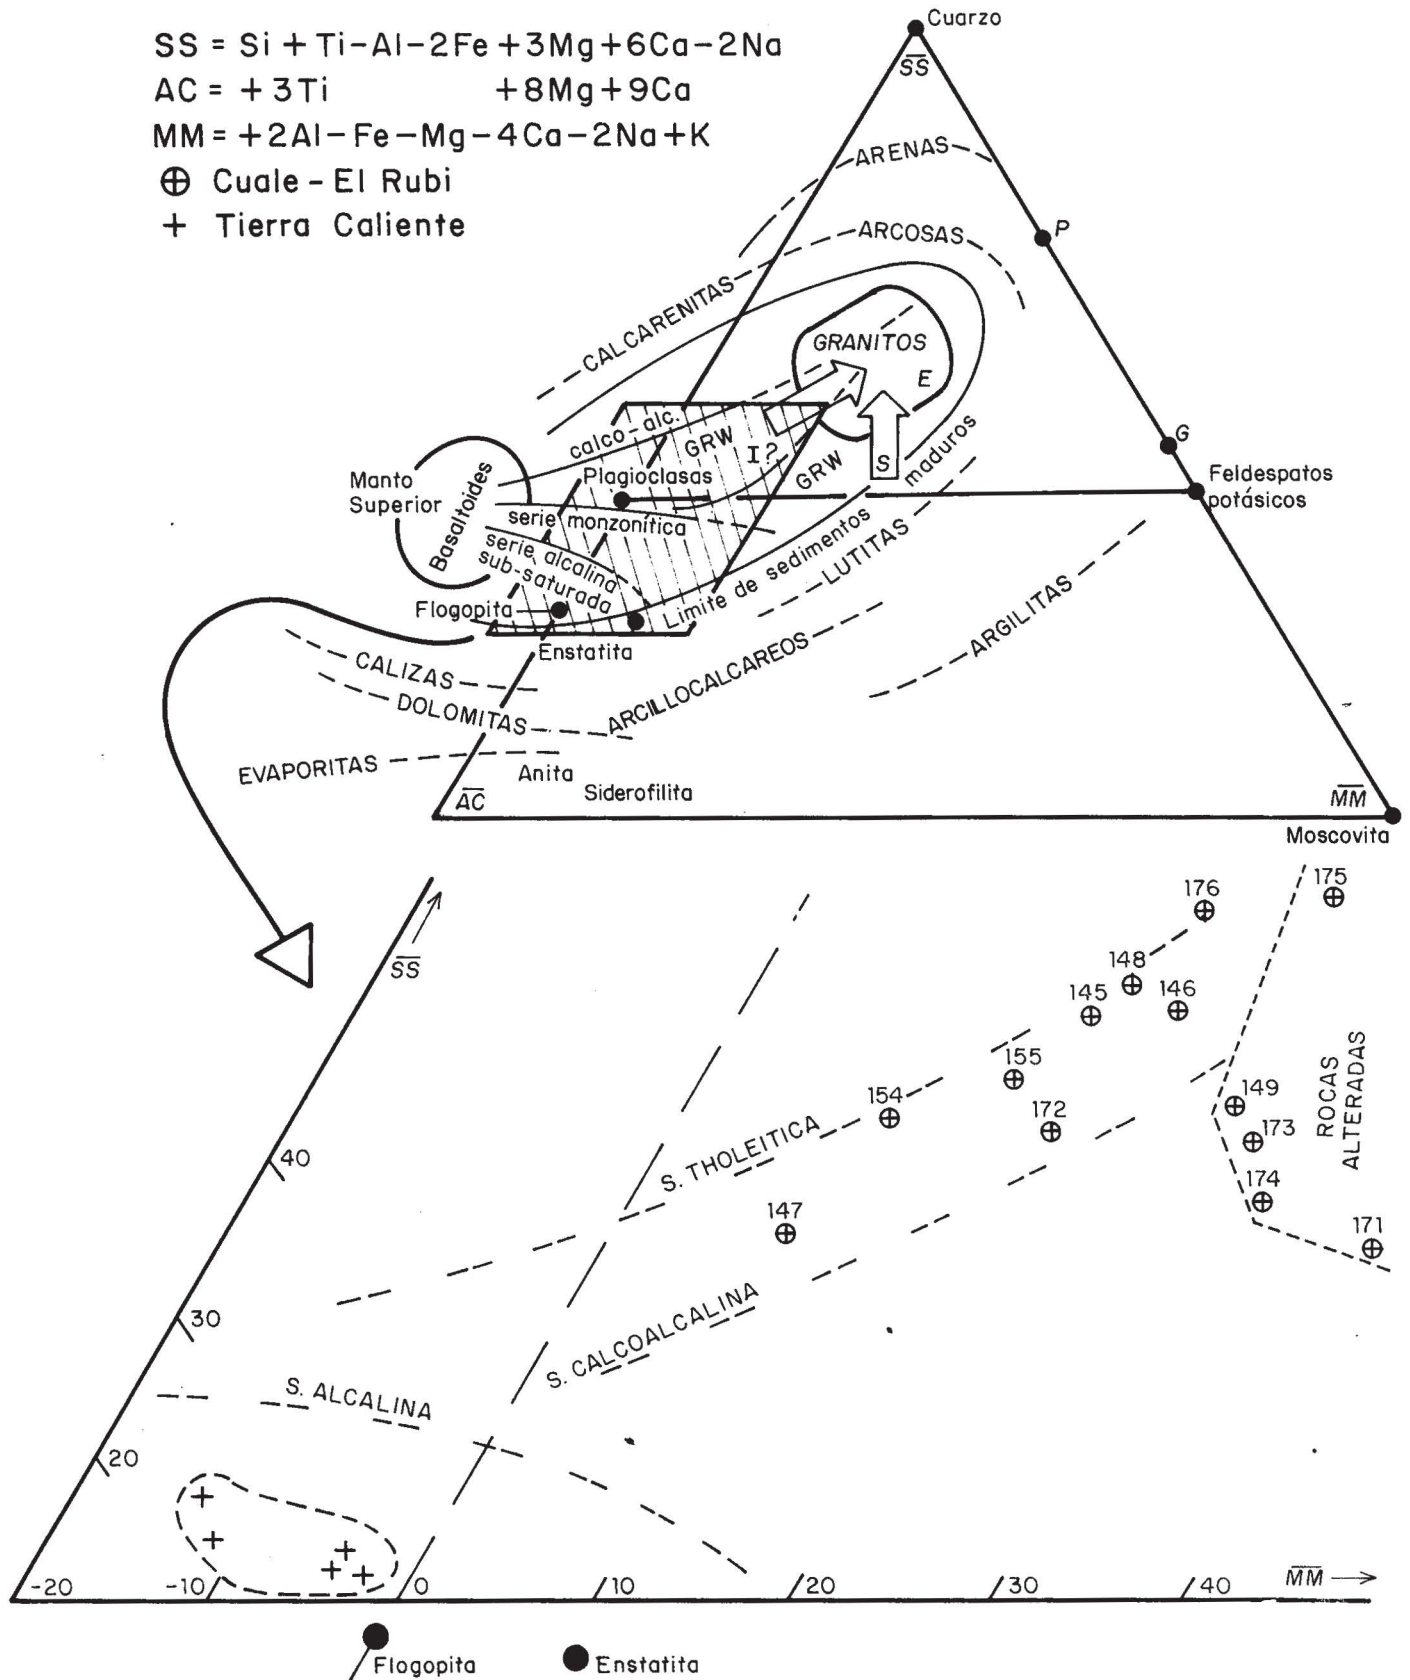 SS = Si + Ti-Al-2Fe+3Mg+6Ca-2Na
AC = +3Ti +8Mg+9Ca
MM = +2Al-Fe-Mg-4Ca-2Na+K
⊕ Cuale - El Rubi
+ Tierra Caliente
Cuarzo
SS
ARENAS
P
ARCOSAS
CALCARENITAS
GRANITOS
E
calco-alc.
GRW
I?
GRW
S
maduros
G
Feldespatos
potásicos
Manto
Superior
Basaltoides
Plagioclasas
serie monzonítica
serie alcalina
sub-saturada
Limite de sedimentos
LUTITAS
Flogopita
Enstatita
CALIZAS
DOLOMITAS
ARCILLOCALCAREOS
ARGILITAS
EVAPORITAS
Anita
Siderofilita
AC
MM
Moscovita
SS
176
175
148
145
146
155
154
172
149
173
174
171
147
ROCAS
ALTERADAS
S. THOLEITICA
S. CALCOALCALINA
S. ALCALINA
40
30
20
-20
-10
0
10
20
30
40
MM
Flogopita
Enstatita